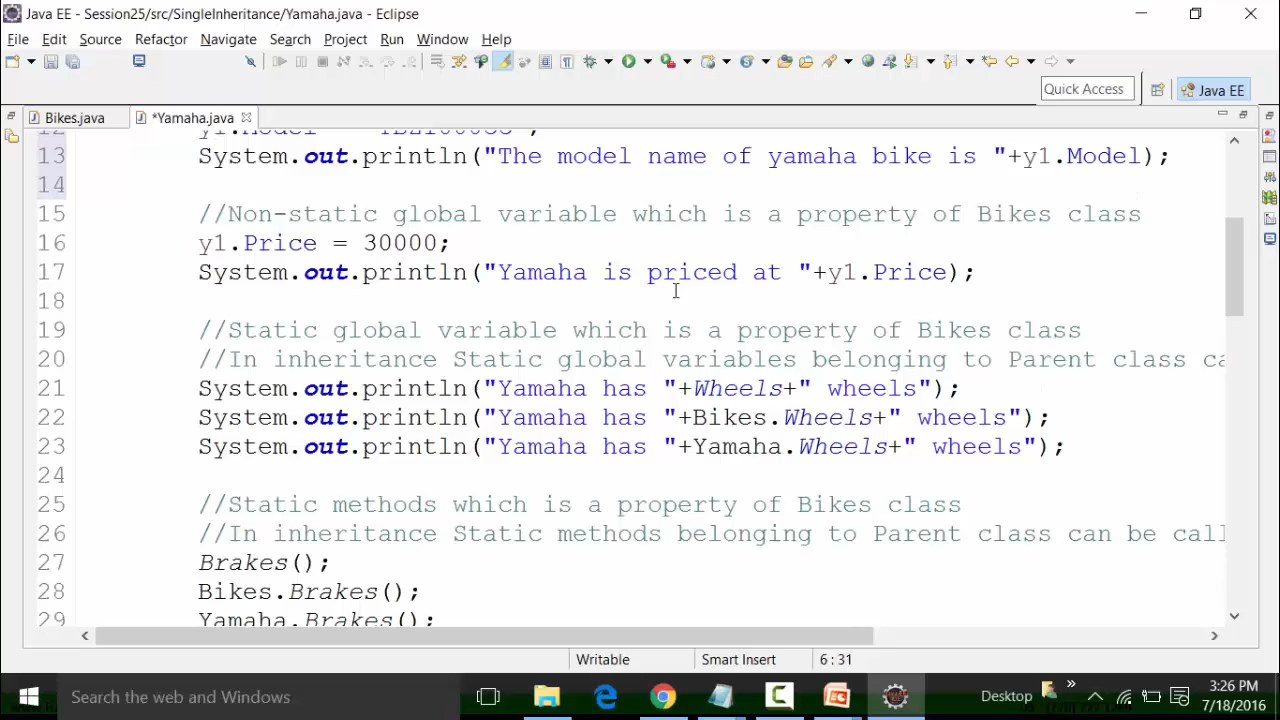 Java EE - Session25/src/SingleInheritance/Yamaha.java - Eclipse
File Edit Source Refactor Navigate Search Project Run Window Help
Quick Access
Java EE
Bikes.java
*Yamaha.java
12
13 System.out.println("The model name of yamaha bike is "+y1.Model);
14
15 //Non-static global variable which is a property of Bikes class
16 y1.Price = 30000;
17 System.out.println("Yamaha is priced at "+y1.Price);
18
19 //Static global variable which is a property of Bikes class
20 //In inheritance Static global variables belonging to Parent class ca
21 System.out.println("Yamaha has "+Wheels+" wheels");
22 System.out.println("Yamaha has "+Bikes.Wheels+" wheels");
23 System.out.println("Yamaha has "+Yamaha.Wheels+" wheels");
24
25 //Static methods which is a property of Bikes class
26 //In inheritance Static methods belonging to Parent class can be call
27 Brakes();
28 Bikes.Brakes();
29 Yamaha.Brakes();
Writable
Smart Insert
6 : 31
Search the web and Windows
Desktop
3:26 PM
7/18/2016